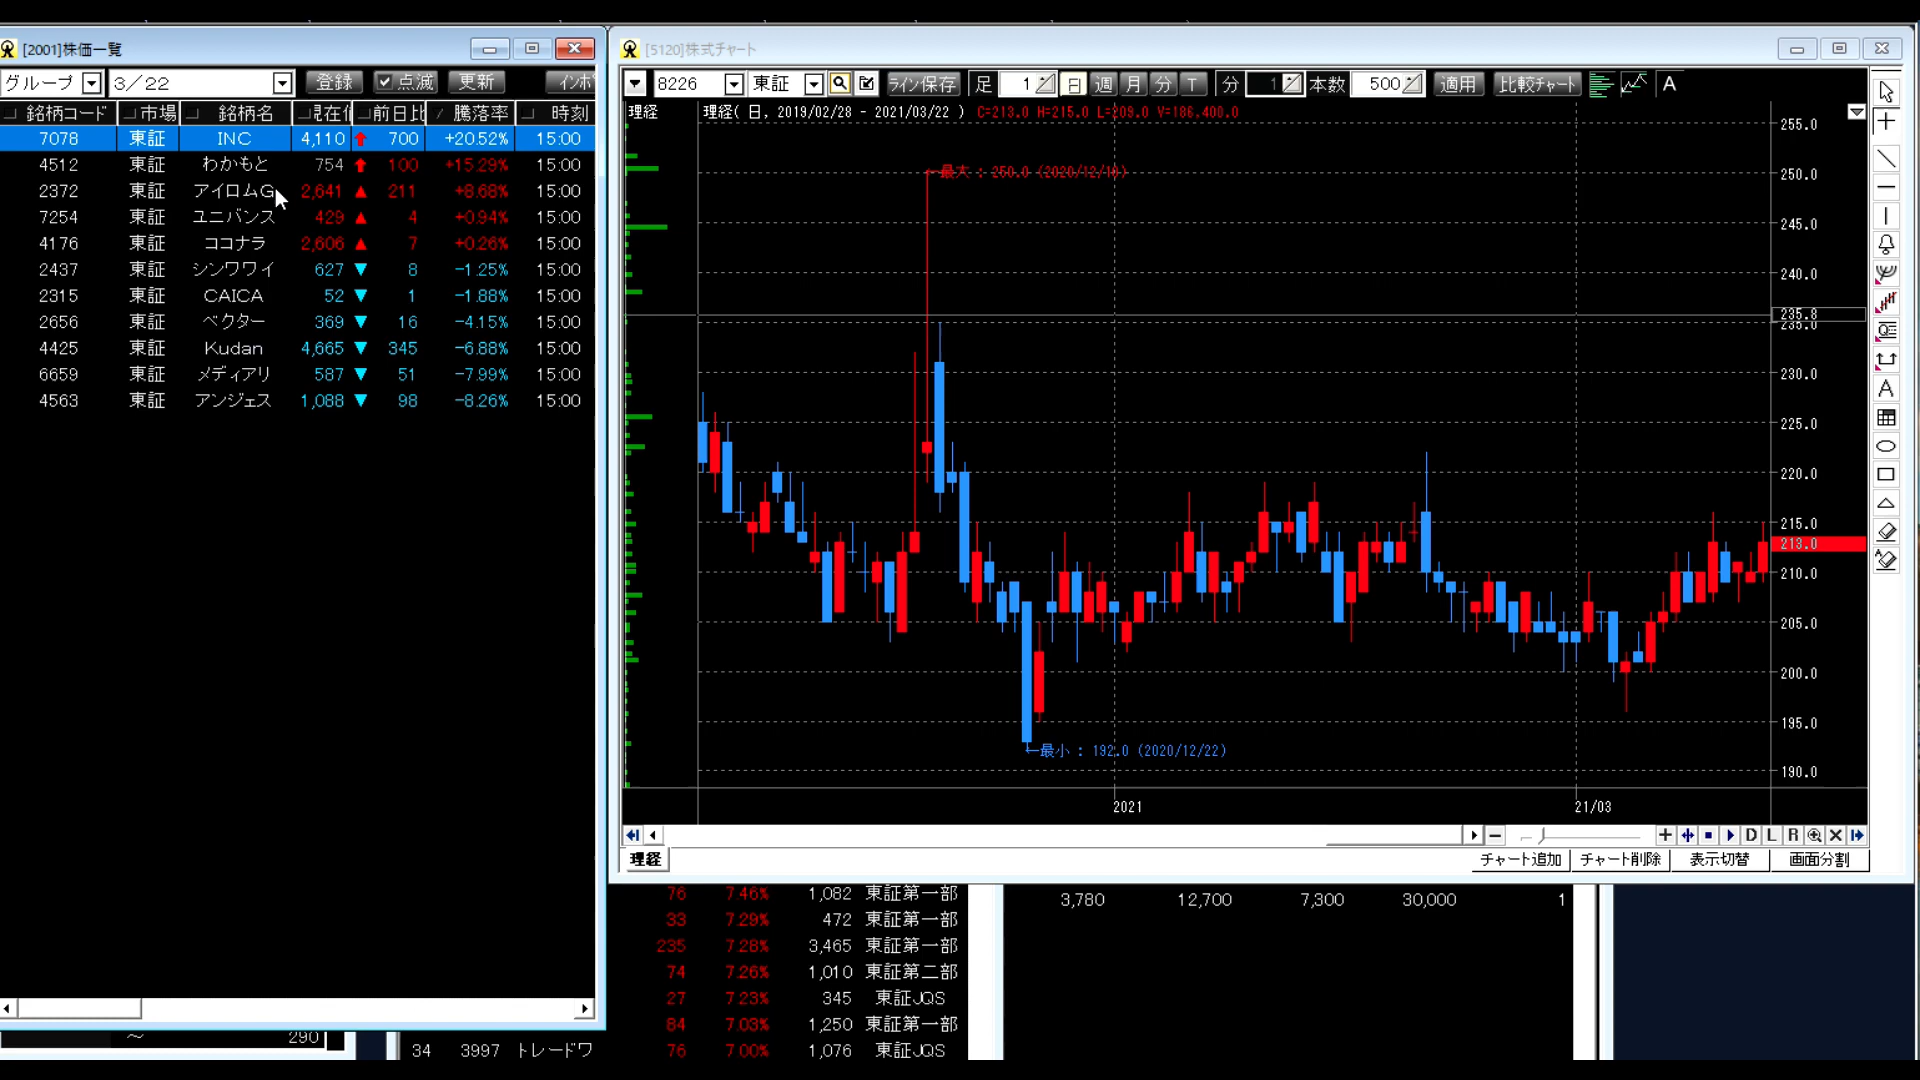 [2001]株価一覧
グループ 3／22 登録 点滅 更新
銘柄コード 市場 銘柄名 前日比 騰落率 時刻
7078 東証 INC 4,110 700 +20.52% 15:00
4512 東証 わかもと 754 100 +15.29% 15:00
2372 東証 アイロムG 2,641 ▲ 211 +8.68% 15:00
7254 東証 ユニバンス 429 ▲ 4 +0.94% 15:00
4176 東証 ココナラ 2,606 ▲ 7 +0.26% 15:00
2437 東証 シンワワイ 627 ▼ 8 -1.25% 15:00
2315 東証 CAICA 52 ▼ 1 -1.88% 15:00
2656 東証 ベクター 369 ▼ 16 -4.15% 15:00
4425 東証 Kudan 4,665 ▼ 345 -6.88% 15:00
6659 東証 メディアリ 587 ▼ 51 -7.99% 15:00
4563 東証 アンジェス 1,088 ▼ 98 -8.26% 15:00
290
34 3997 トレードワ
[5120]株式チャート
8226 東証 ライン保存 足 1 日 週 月 分 T 分 1 本数 500 適用 比較チャート A
理経
理経( 日, 2019/02/28 - 2021/03/22 ) C=213.0 H=215.0 L=209.0 V=186,400.0
255.0
最大 : 250.0 (2020/12/10)
250.0
245.0
240.0
235.8
235.0
230.0
225.0
220.0
215.0
213.0
210.0
205.0
200.0
195.0
最小 : 192.0 (2020/12/22)
190.0
2021 21/03
D L R
理経 チャート追加 チャート削除 表示切替 画面分割
76 7.46% 1,082 東証第一部
33 7.29% 472 東証第一部
235 7.28% 3,465 東証第一部
74 7.26% 1,010 東証第二部
27 7.23% 345 東証JQS
84 7.03% 1,250 東証第一部
76 7.00% 1,076 東証JQS
3,780 12,700 7,300 30,000 1